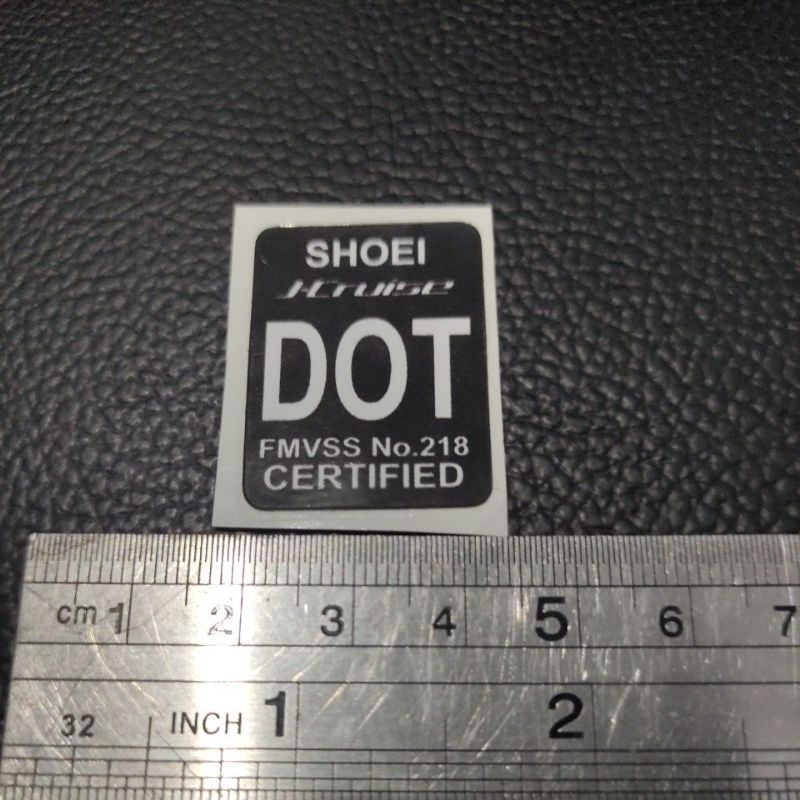 SHOEI
J-Cruise
DOT
FMVSS No.218
CERTIFIED
cm 1 2 3 4 5 6 7
32 INCH 1 2